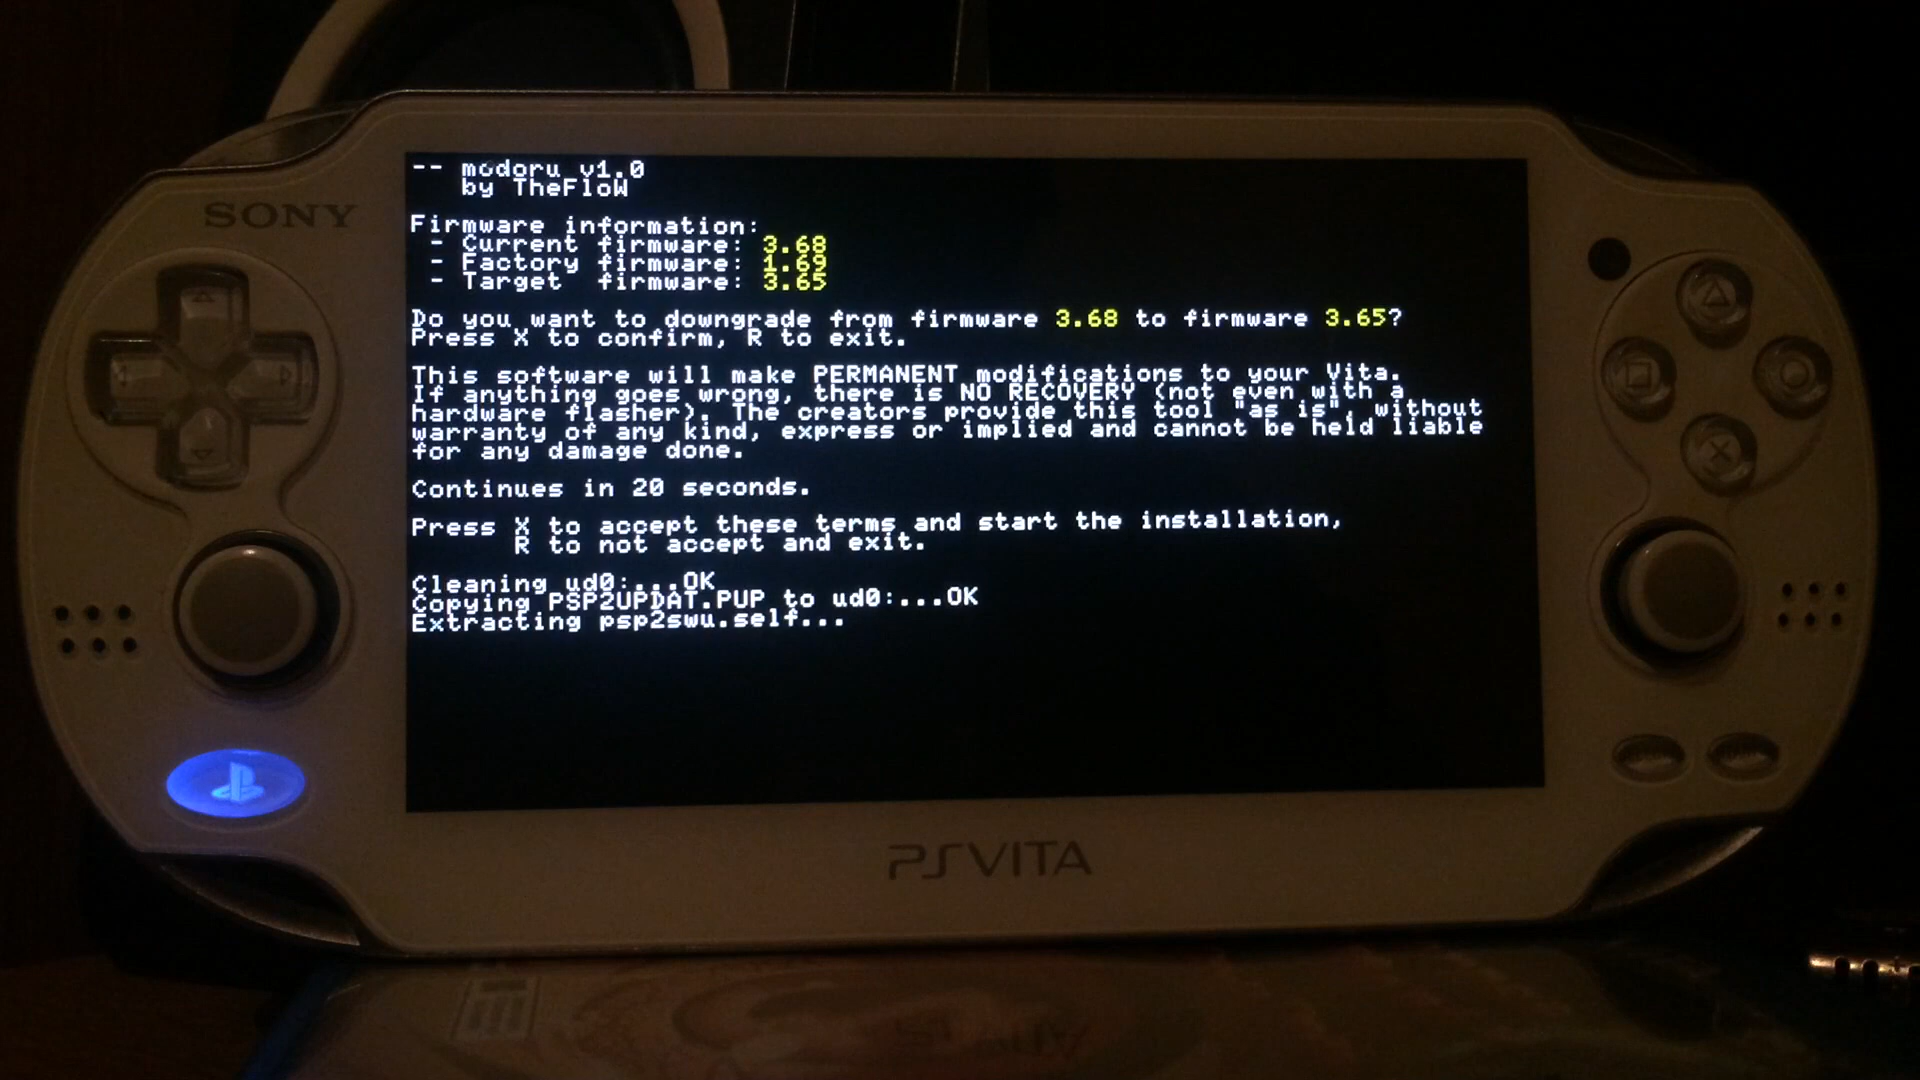 SONY
-- modoru v1.0
by TheFloW
Firmware information:
- Current firmware: 3.68
- Factory firmware: 1.69
- Target firmware: 3.65
Do you want to downgrade from firmware 3.68 to firmware 3.65?
Press X to confirm, R to exit.
This software will make PERMANENT modifications to your Vita.
If anything goes wrong, there is NO RECOVERY (not even with a
hardware flasher). The creators provide this tool "as is", without
warranty of any kind, express or implied and cannot be held liable
for any damage done.
Continues in 20 seconds.
Press X to accept these terms and start the installation,
R to not accept and exit.
Cleaning ud0:...OK
Copying PSP2UPDAT.PUP to ud0:...OK
Extracting psp2swu.self...
PSVITA